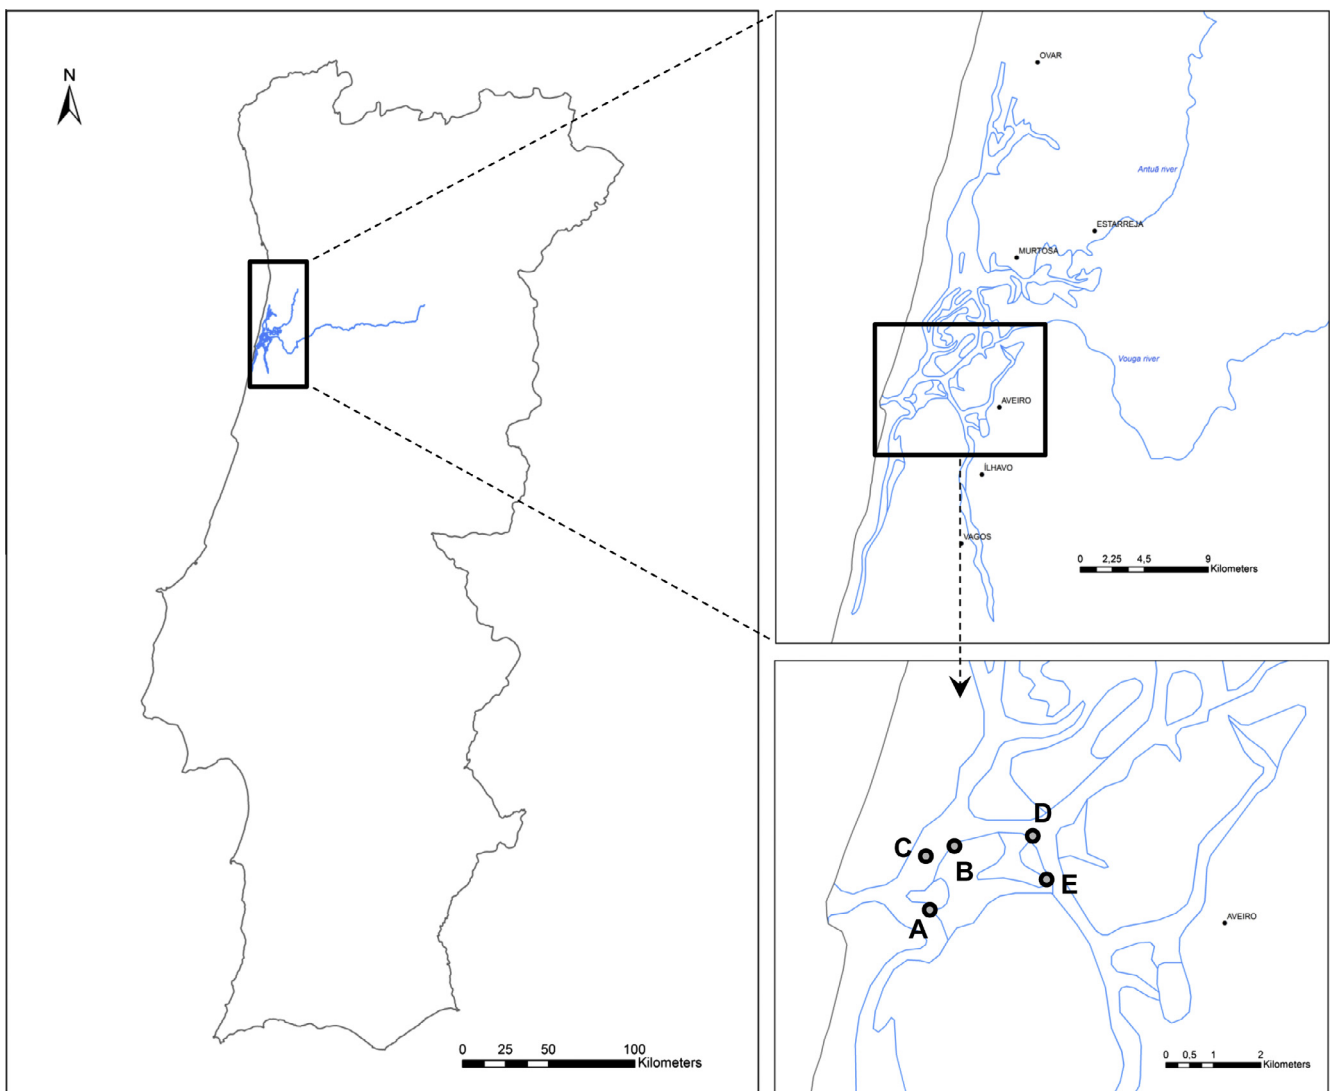 N
0 25 50 100
Kilometers
OVAR
Antuã river
ESTARREJA
MURTOSA
Vouga river
AVEIRO
ÍLHAVO
VAGOS
0 2,25 4,5 9
Kilometers
D
C
B
E
A
AVEIRO
0 0,5 1 2
Kilometers